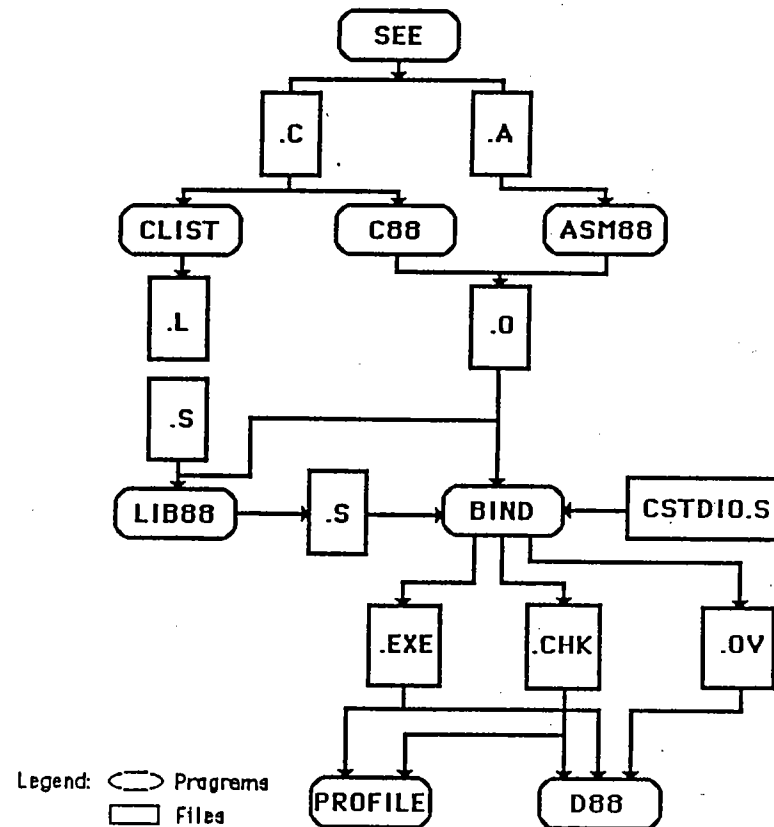 SEE
.C
.A
CLIST
C88
ASM88
.L
.O
.S
LIB88
.S
BIND
CSTDIO.S
.EXE
.CHK
.OV
Legend:
Programs
Files
PROFILE
D88